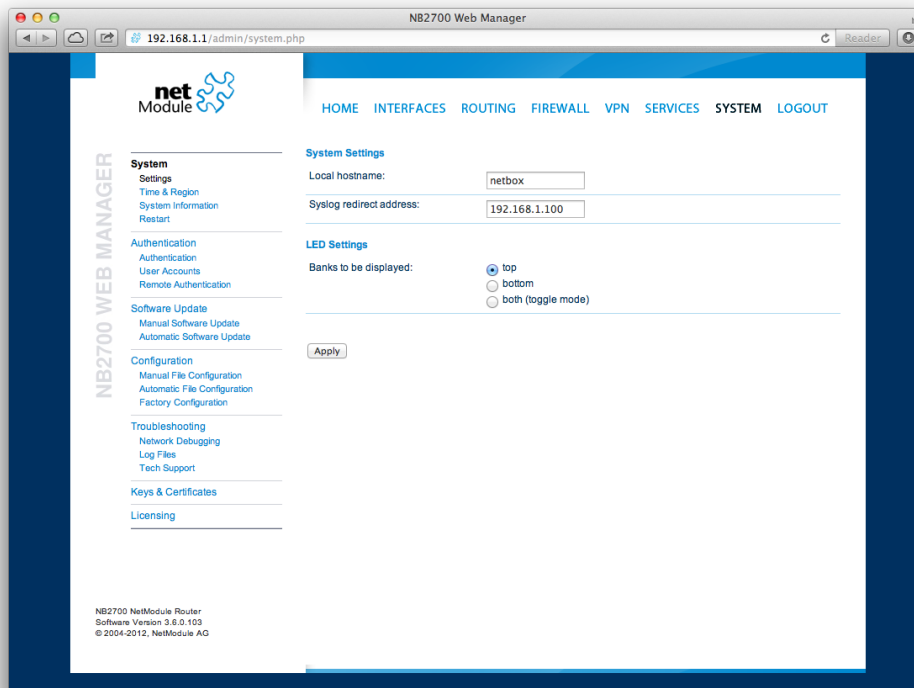 NB2700 Web Manager
192.168.1.1/admin/system.php
Reader
net
Module
HOME INTERFACES ROUTING FIREWALL VPN SERVICES SYSTEM LOGOUT
NB2700 WEB MANAGER
System
Settings
Time & Region
System Information
Restart
Authentication
Authentication
User Accounts
Remote Authentication
Software Update
Manual Software Update
Automatic Software Update
Configuration
Manual File Configuration
Automatic File Configuration
Factory Configuration
Troubleshooting
Network Debugging
Log Files
Tech Support
Keys & Certificates
Licensing
System Settings
Local hostname: netbox
Syslog redirect address: 192.168.1.100
LED Settings
Banks to be displayed: top
bottom
both (toggle mode)
Apply
NB2700 NetModule Router
Software Version 3.6.0.103
© 2004-2012, NetModule AG